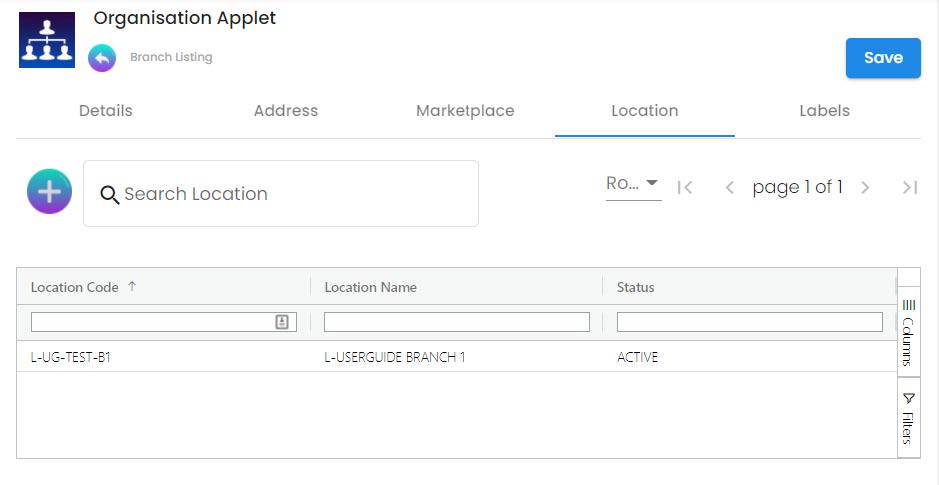 Organisation Applet
Branch Listing
Save
Details Address Marketplace Location Labels
Search Location
Ro... page 1 of 1
Location Code ↑ Location Name Status
L-UG-TEST-B1 L-USERGUIDE BRANCH 1 ACTIVE
Columns
Filters